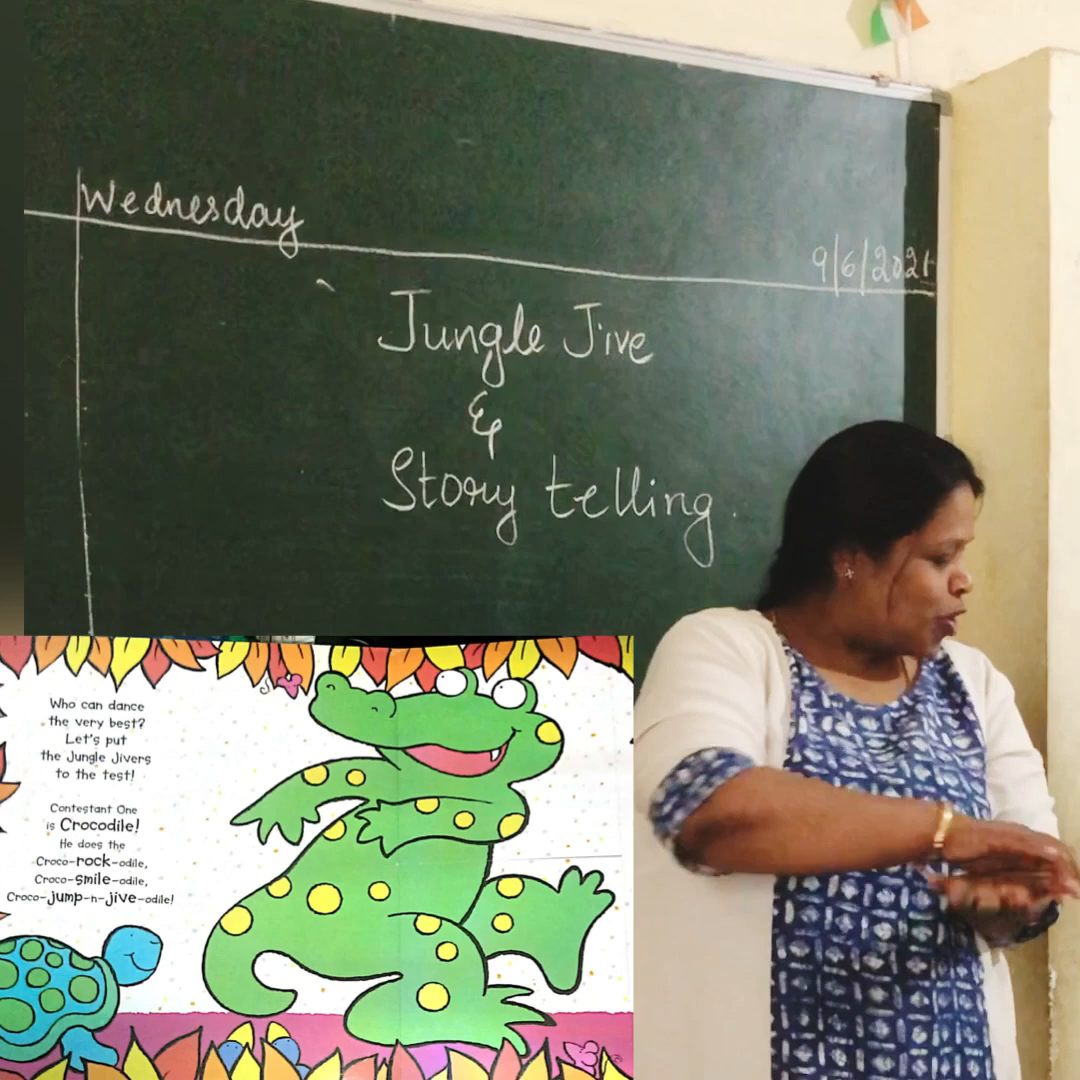 Wednesday
9/6/2021
Jungle Jive
&
Story telling.
Who can dance
the very best?
Let's put
the Jungle Jivers
to the test!
Contestant One
is Crocodile!
He does the
Croco-rock-odile,
Croco-smile-odile,
Croco-jump-n-jive-odile!